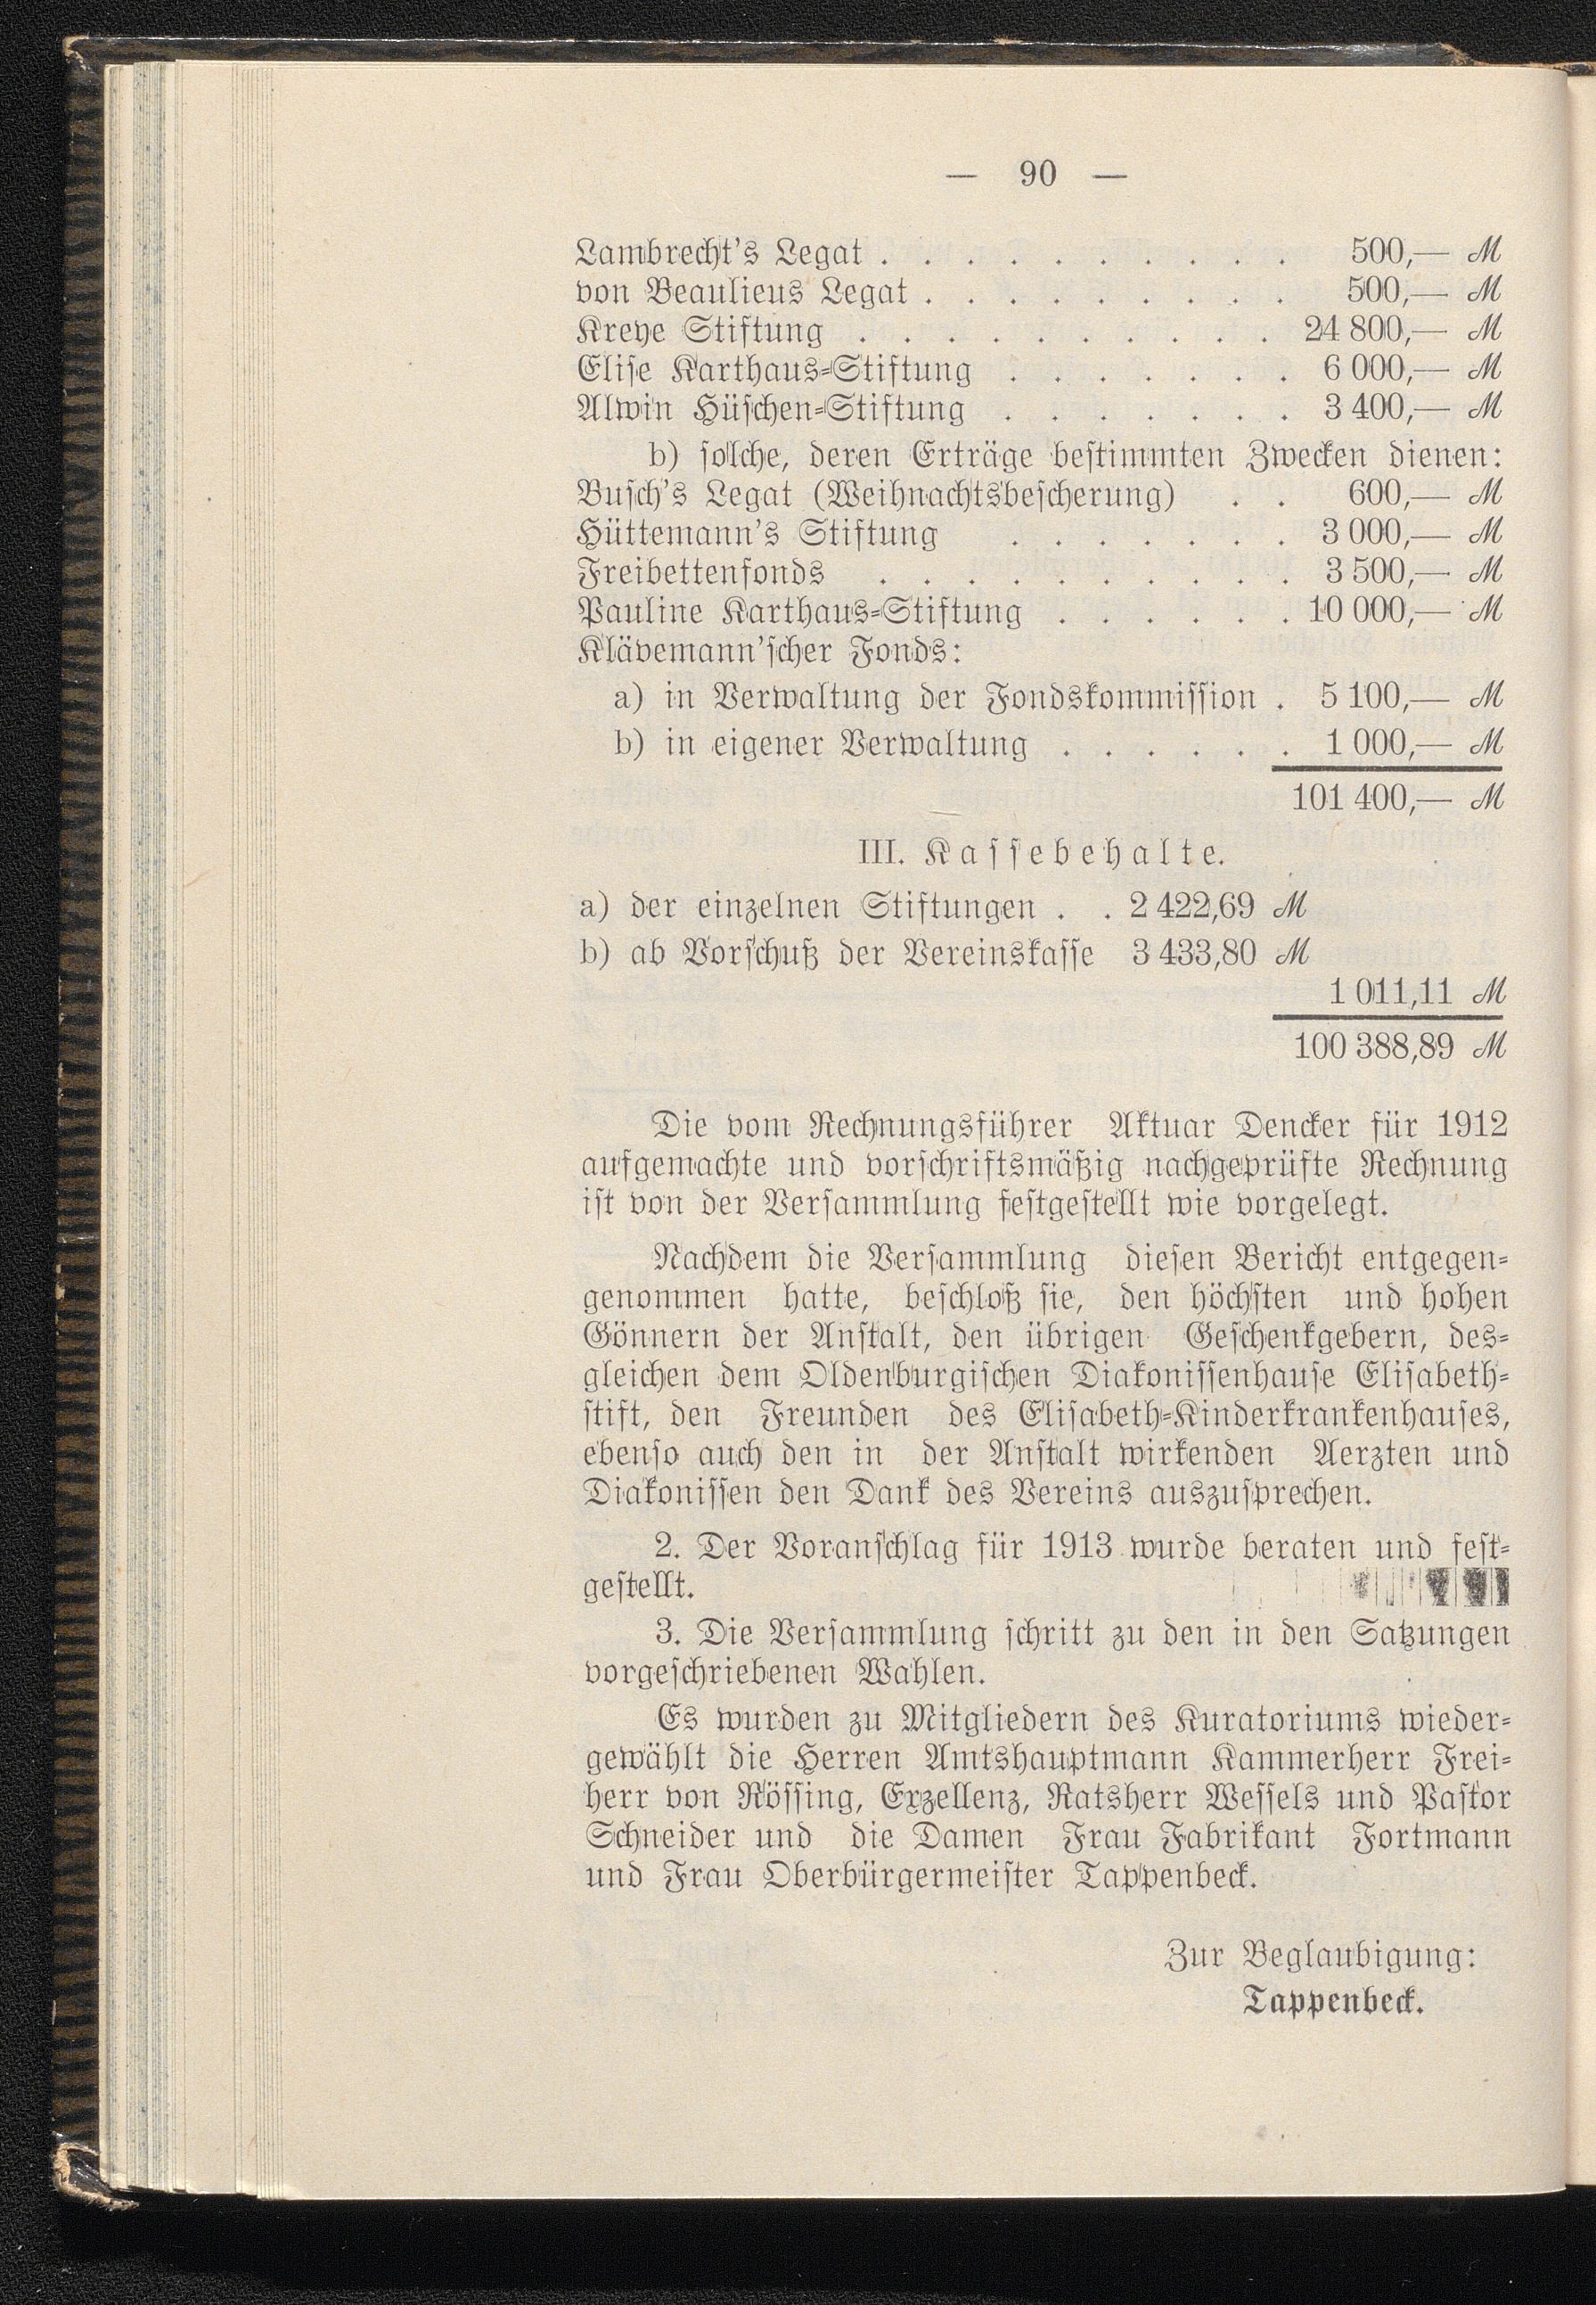 — 90 —
Lambrecht's Legat . . . . . . . . . . 500,— ℳ
von Beaulieus Legat . . . . . . . . . 500,— ℳ
Kreye Stiftung . . . . . . . . . . 24 800,— ℳ
Elise Karthaus-Stiftung . . . . . . . 6 000,— ℳ
Alwin Hüschen-Stiftung . . . . . . . 3 400,— ℳ
b) solche, deren Erträge bestimmten Zwecken dienen:
Busch's Legat (Weihnachtsbescherung) . . 600,— ℳ
Hüttemann's Stiftung . . . . . . . 3 000,— ℳ
Freibettenfonds . . . . . . . . . . 3 500,— ℳ
Pauline Karthaus-Stiftung . . . . . . 10 000,— ℳ
Klävemann'scher Fonds:
a) in Verwaltung der Fondskommission . 5 100,— ℳ
b) in eigener Verwaltung . . . . . . 1 000,— ℳ
101 400,— ℳ
III. Kassebehalte.
a) der einzelnen Stiftungen . . 2 422,69 ℳ
b) ab Vorschuß der Vereinskasse 3 433,80 ℳ
1 011,11 ℳ
100 388,89 ℳ
Die vom Rechnungsführer Aktuar Dencker für 1912
aufgemachte und vorschriftsmäßig nachgeprüfte Rechnung
ist von der Versammlung festgestellt wie vorgelegt.
Nachdem die Versammlung diesen Bericht entgegen-
genommen hatte, beschloß sie, den höchsten und hohen
Gönnern der Anstalt, den übrigen Geschenkgebern, des-
gleichen dem Oldenburgischen Diakonissenhause Elisabeth-
stift, den Freunden des Elisabeth-Kinderkrankenhauses,
ebenso auch den in der Anstalt wirkenden Aerzten und
Diakonissen den Dank des Vereins auszusprechen.
2. Der Voranschlag für 1913 wurde beraten und fest-
gestellt.
3. Die Versammlung schritt zu den in den Satzungen
vorgeschriebenen Wahlen.
Es wurden zu Mitgliedern des Kuratoriums wieder-
gewählt die Herren Amtshauptmann Kammerherr Frei-
herr von Rössing, Exzellenz, Ratsherr Wessels und Pastor
Schneider und die Damen Frau Fabrikant Fortmann
und Frau Oberbürgermeister Tappenbeck.
Zur Beglaubigung:
Tappenbeck.